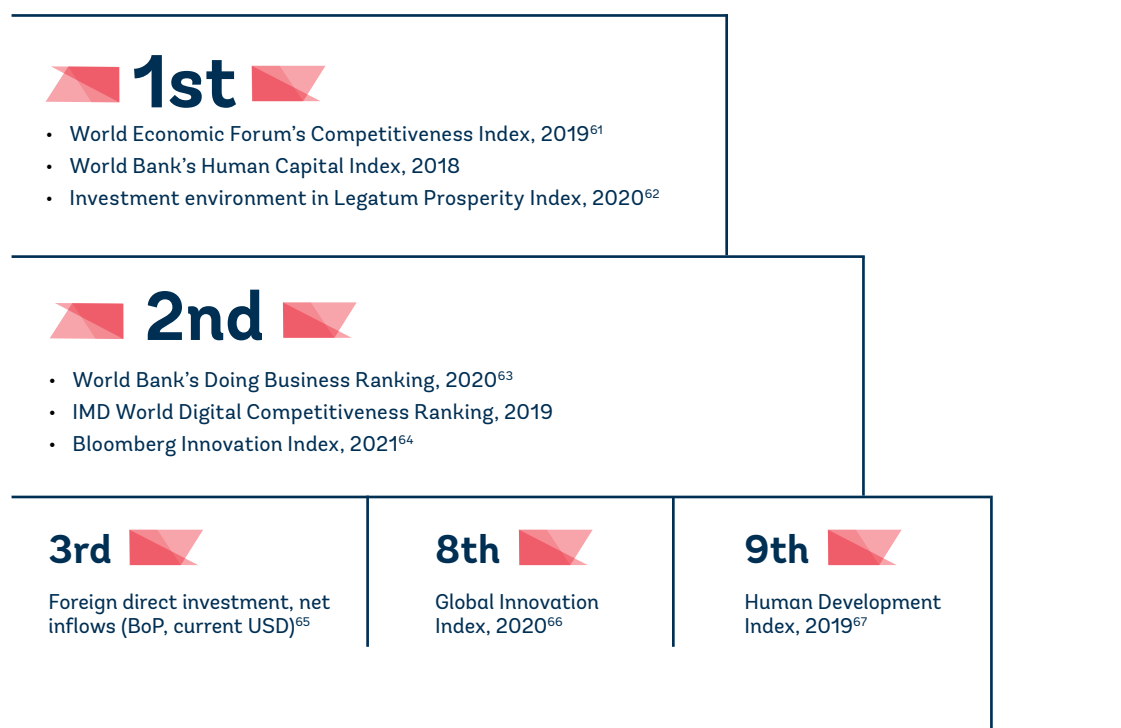 1st
• World Economic Forum’s Competitiveness Index, 2019⁶¹
• World Bank’s Human Capital Index, 2018
• Investment environment in Legatum Prosperity Index, 2020⁶²
2nd
• World Bank’s Doing Business Ranking, 2020⁶³
• IMD World Digital Competitiveness Ranking, 2019
• Bloomberg Innovation Index, 2021⁶⁴
3rd
Foreign direct investment, net
inflows (BoP, current USD)⁶⁵
8th
Global Innovation
Index, 2020⁶⁶
9th
Human Development
Index, 2019⁶⁷